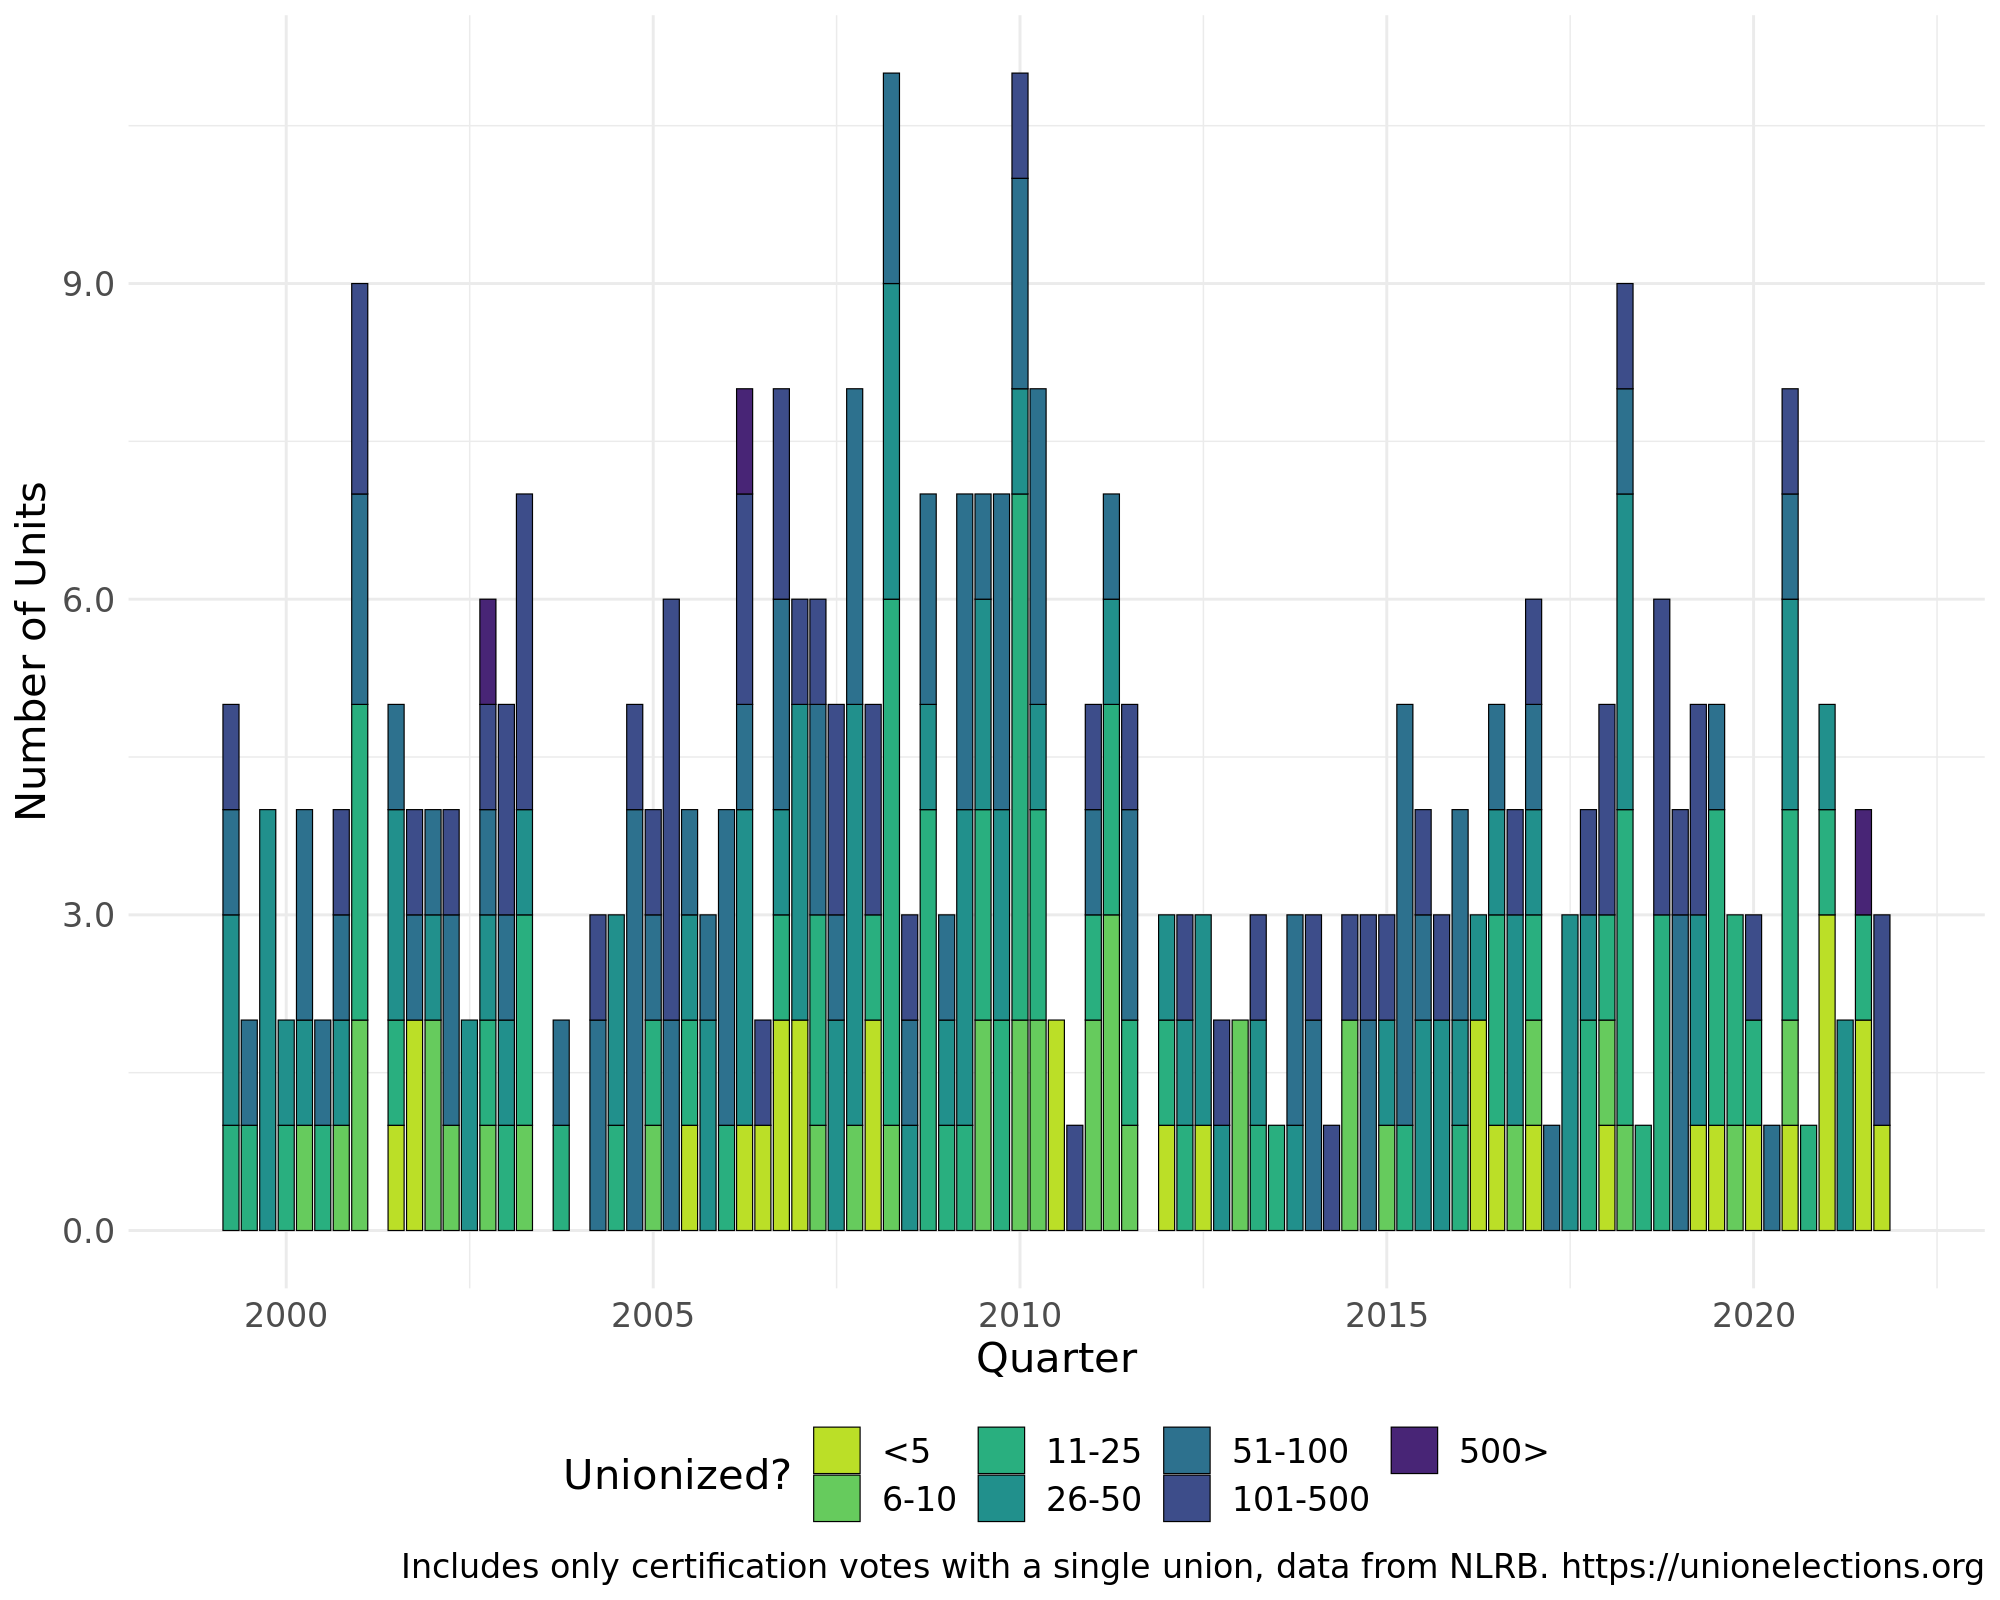 9.0
6.0
3.0
0.0
Number of Units
2000 2005 2010 2015 2020
Quarter
Unionized?
<5 11-25 51-100 500>
6-10 26-50 101-500
Includes only certification votes with a single union, data from NLRB. https://unionelections.org